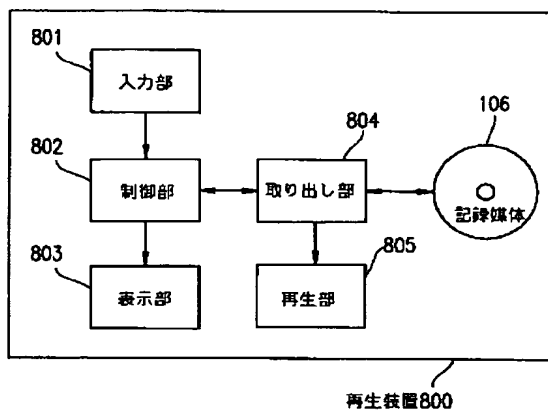 801
入力部
802
制御部
803
表示部
804
取り出し部
805
再生部
106
記録媒体
再生装置800